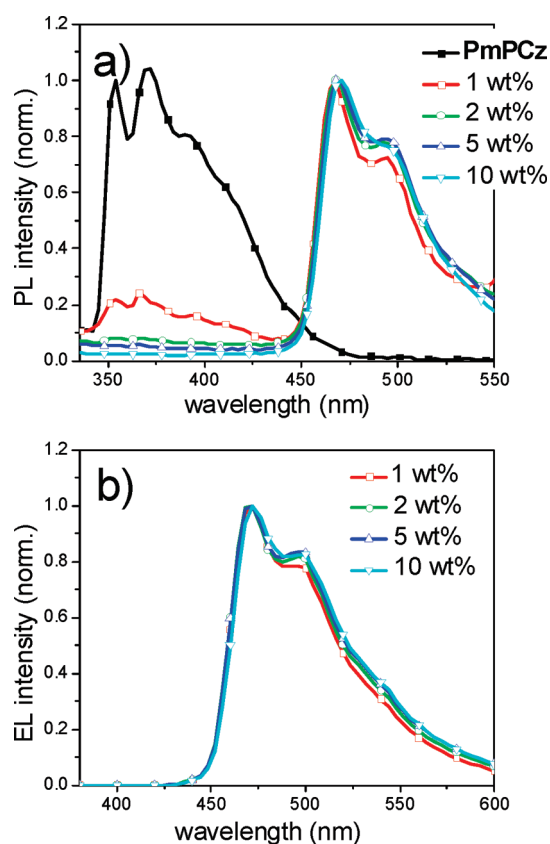 a)
PmPCz
1 wt%
2 wt%
5 wt%
10 wt%
PL intensity (norm.)
1.2
1.0
0.8
0.6
0.4
0.2
0.0
350 400 450 500 550
wavelength (nm)
b)
1 wt%
2 wt%
5 wt%
10 wt%
EL intensity (norm.)
1.2
1.0
0.8
0.6
0.4
0.2
0.0
400 450 500 550 600
wavelength (nm)